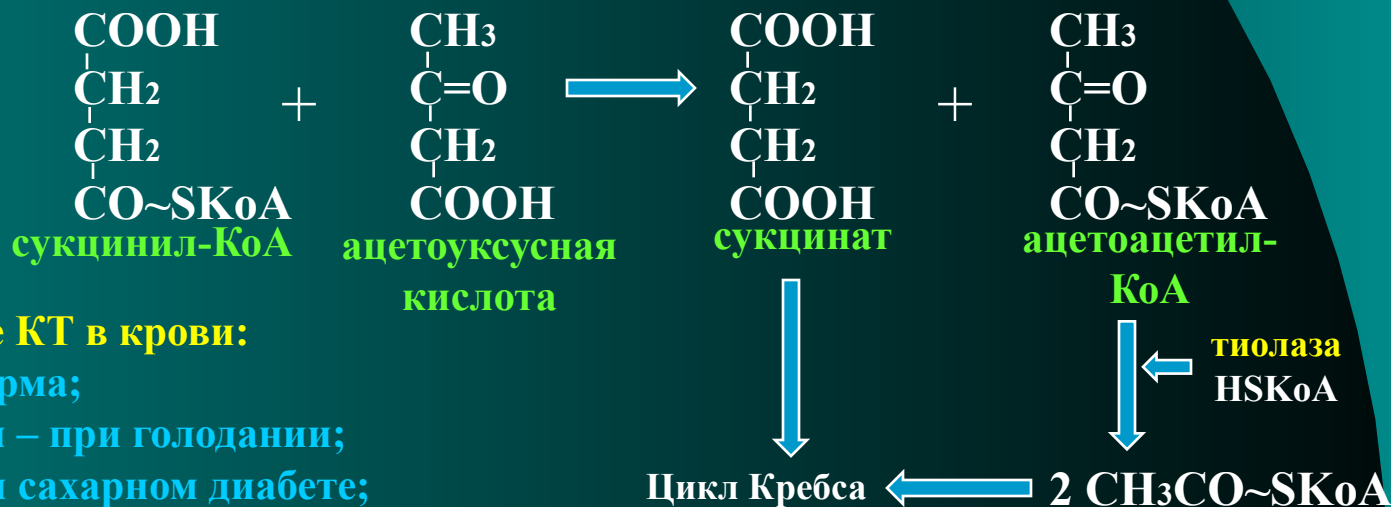 COOH CH3 COOH CH3
CH2 + C=O CH2 + C=O
CH2 CH2 CH2 CH2
CO~SKoA COOH COOH CO~SKoA
сукцинил-КоА ацетоуксусная кислота сукцинат ацетоацетил-КоА
КТ в крови:
– при голодании;
сахарном диабете;
тиолаза
HSKoA
Цикл Кребса 2 CH3CO~SKoA